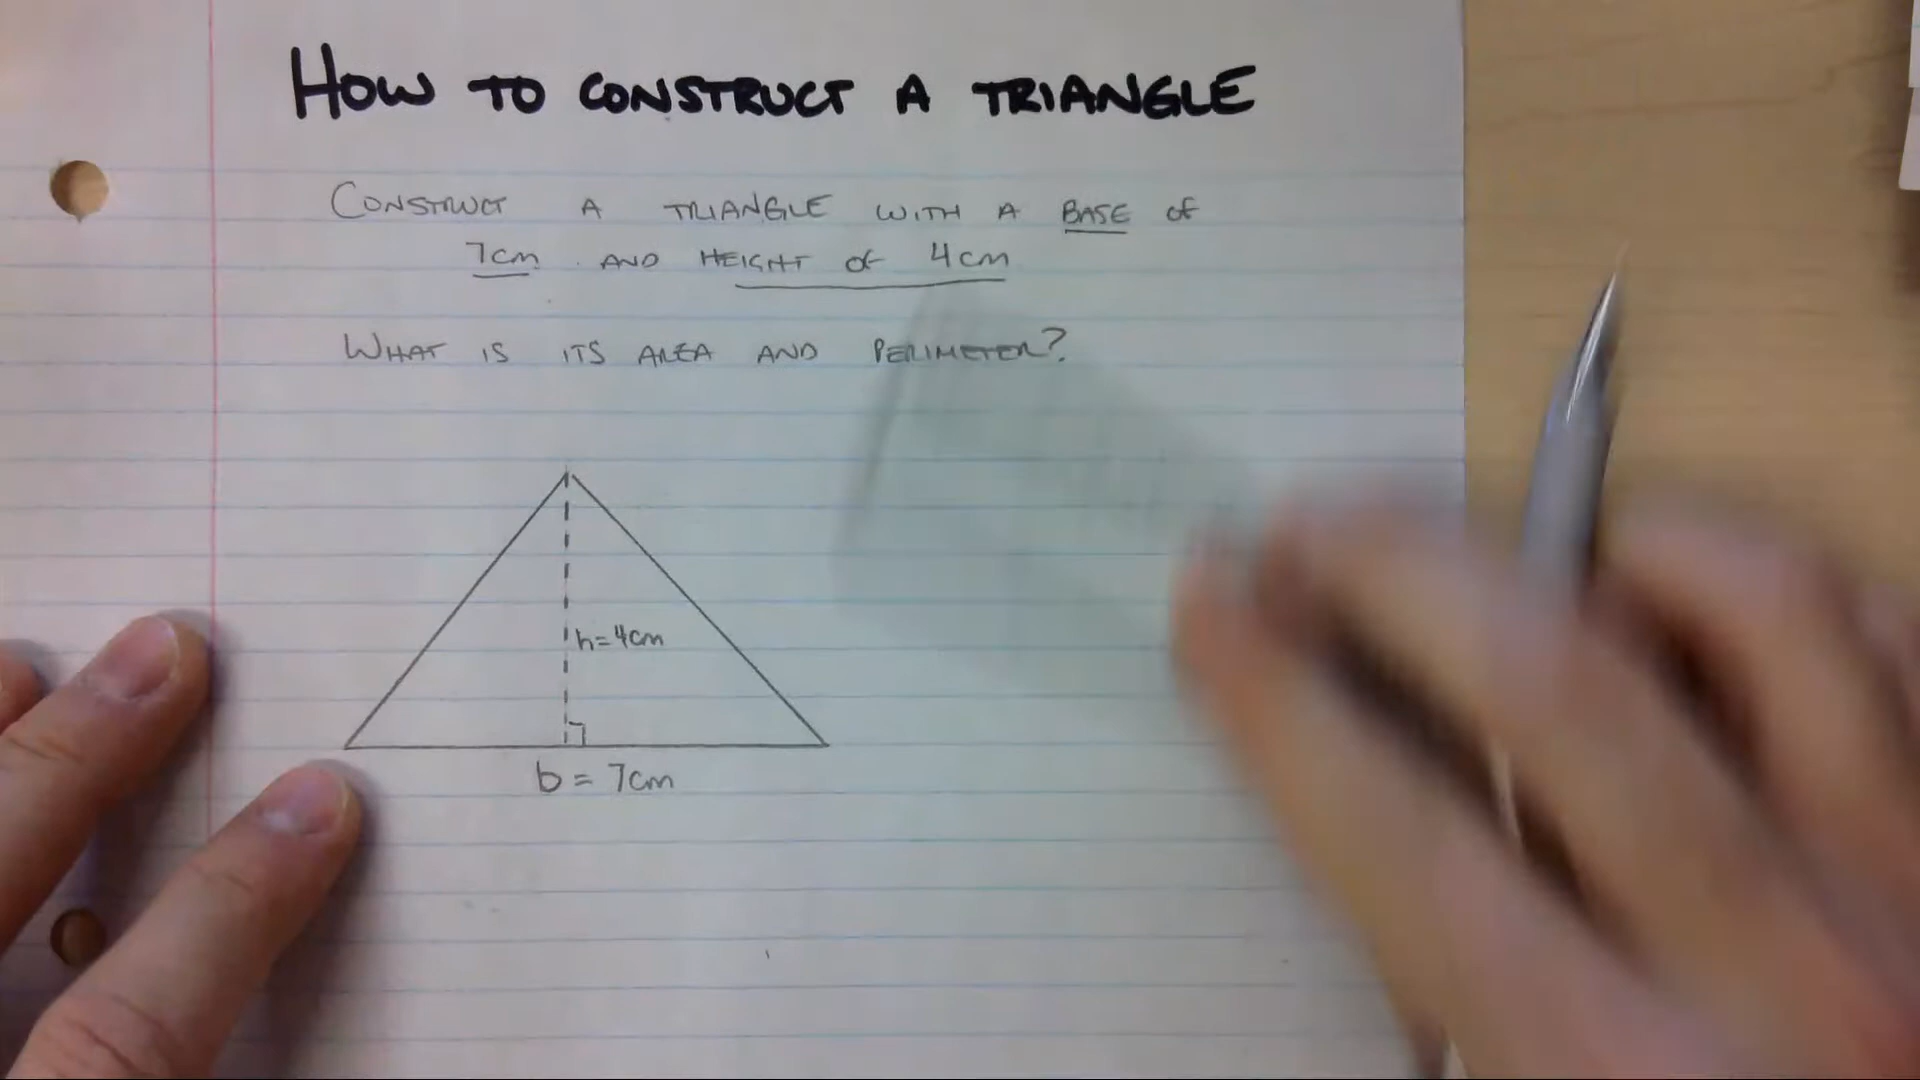 HOW TO CONSTRUCT A TRIANGLE
CONSTRUCT A TRIANGLE WITH A BASE of
7cm AND HEIGHT of 4cm
WHAT IS ITS AREA AND PERIMETER?
h=4cm
b = 7cm